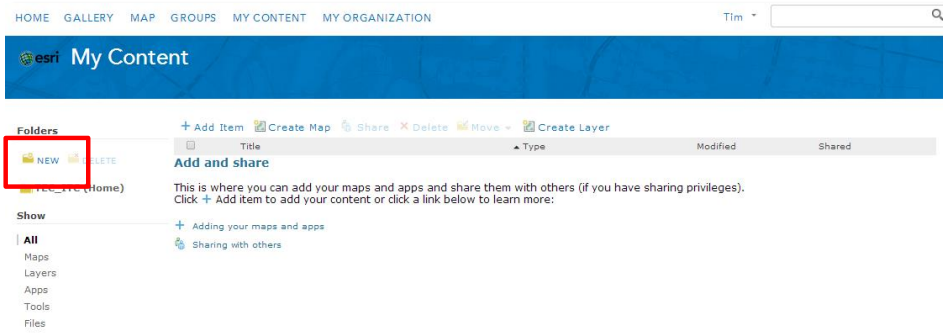 HOME GALLERY MAP GROUPS MY CONTENT MY ORGANIZATION Tim
esri My Content
Folders
+ Add Item Create Map Share × Delete Move Create Layer
NEW DELETE
Title Type Modified Shared
Add and share
(Home)
This is where you can add your maps and apps and share them with others (if you have sharing privileges).
Click + Add item to add your content or click a link below to learn more:
Show
+ Adding your maps and apps
All
Sharing with others
Maps
Layers
Apps
Tools
Files